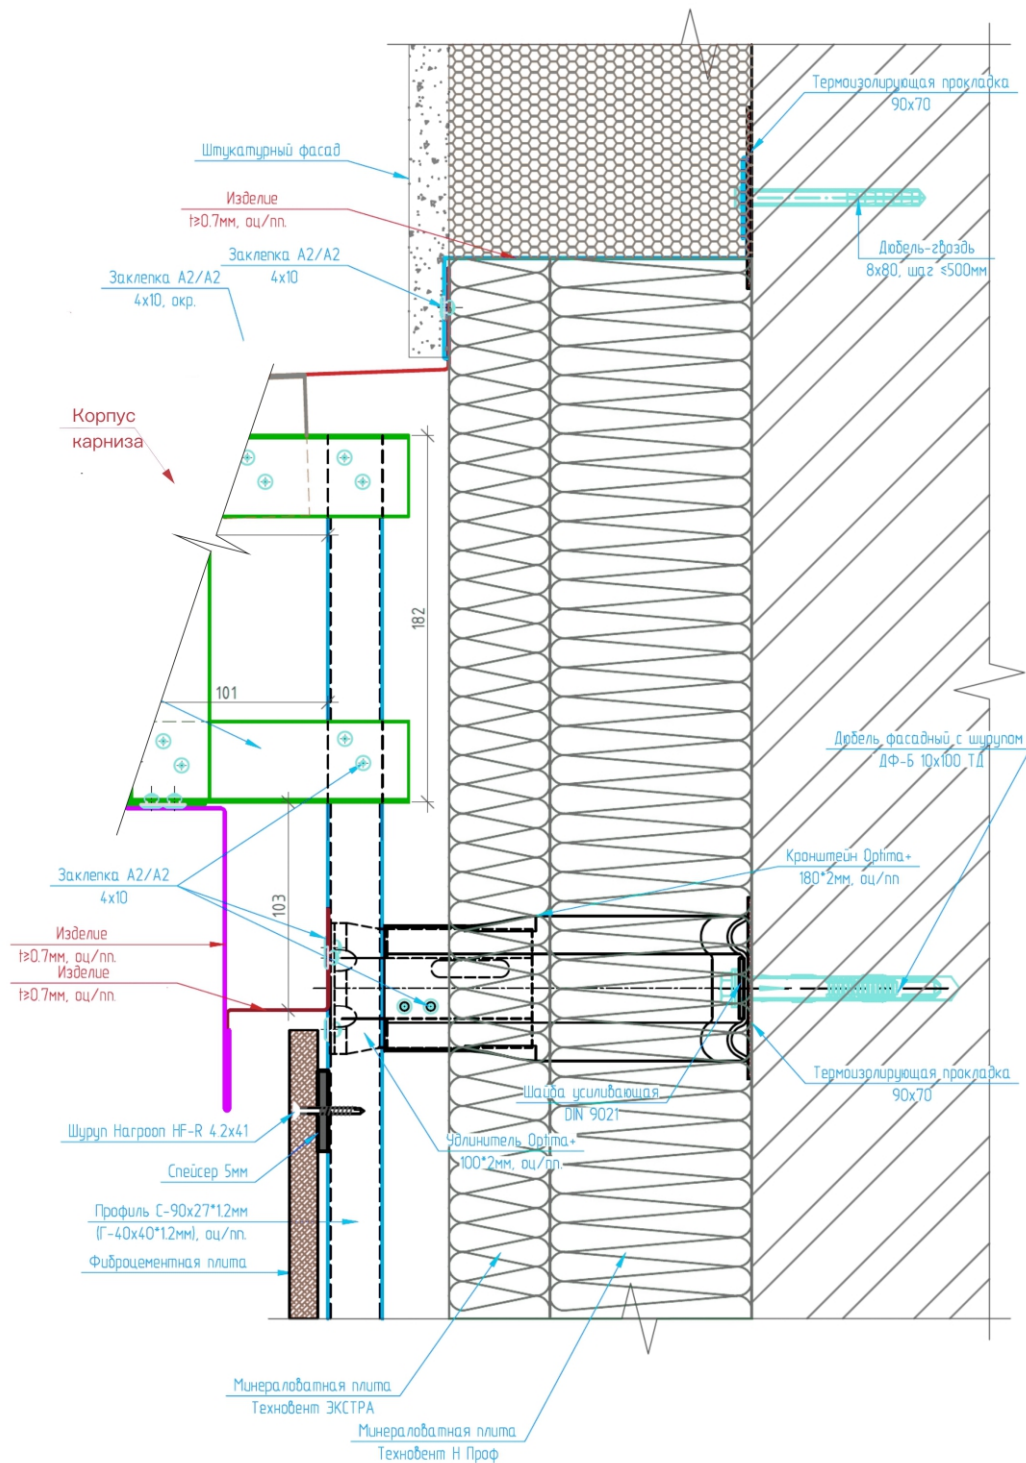 Термоизолирующая прокладка
90х70
Штукатурный фасад
Изделие
t≥0.7мм, оц/пп.
Заклепка А2/А2
4х10
Дюбель-гвоздь
8х80, шаг ≤500мм
Заклепка А2/А2
4х10, окр.
Корпус
карниза
182
101
Дюбель фасадный с шурупом
ДФ-Б 10х100 ТД
Кронштейн Optima+
180*2мм, оц/пп
Заклепка А2/А2
4х10
103
Изделие
t≥0.7мм, оц/пп.
Изделие
t≥0.7мм, оц/пп.
Термоизолирующая прокладка
90х70
Шайба усиливающая
DIN 9021
Шуруп Harpoon HF-R 4.2х41
Удлинитель Optima+
100*2мм, оц/пп.
Спейсер 5мм
Профиль С-90х27*1.2мм
(Г-40х40*1.2мм), оц/пп.
Фиброцементная плита
Минераловатная плита
Техновент ЭКСТРА
Минераловатная плита
Техновент Н Проф